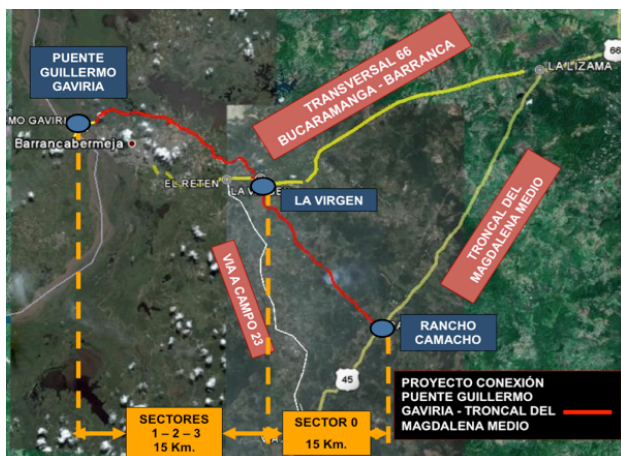 PUENTE
GUILLERMO
GAVIRIA
TRANSVERSAL 66
BUCARAMANGA - BARRANCA
66
LA LIZAMA
MO GAVIRI
Barrancabermeja
EL RETEN
LA VIRGEN
TRONCAL DEL
MAGDALENA MEDIO
VIA A CAMPO 23
RANCHO
CAMACHO
45
PROYECTO CONEXIÓN
PUENTE GUILLERMO
GAVIRIA - TRONCAL DEL
MAGDALENA MEDIO
SECTORES
1 – 2 – 3
15 Km.
SECTOR 0
15 Km.